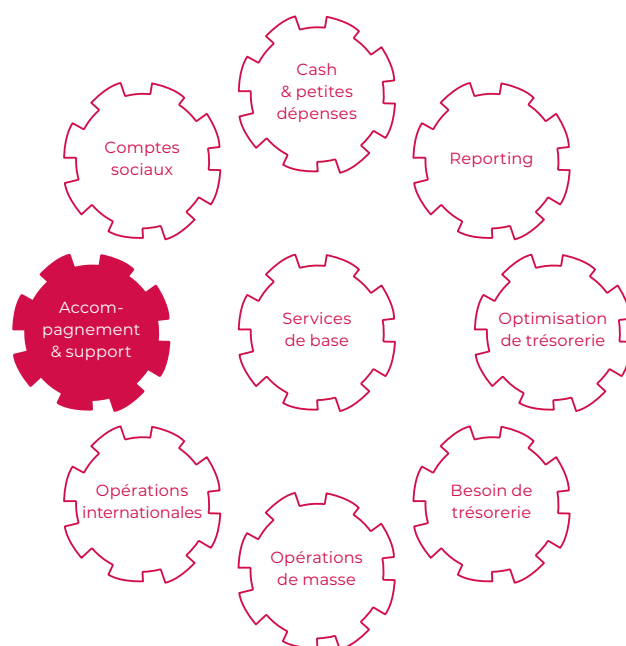 Cash
& petites
dépenses
Comptes
sociaux
Reporting
Accom-
pagnement
& support
Services
de base
Optimisation
de trésorerie
Opérations
internationales
Besoin de
trésorerie
Opérations
de masse